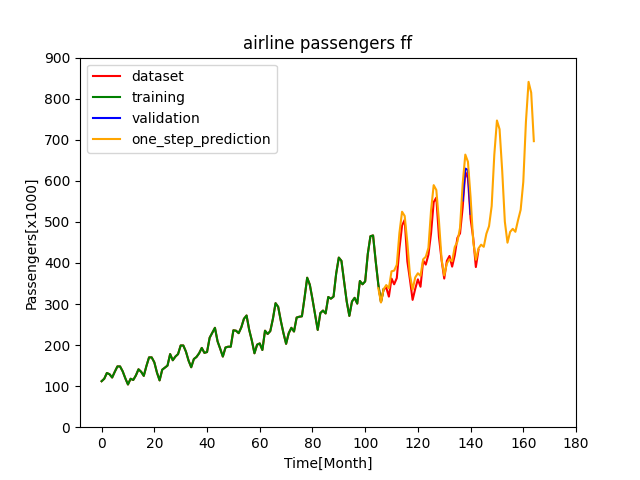 airline passengers ff
900
800
700
600
500
400
300
200
100
0
Passengers[x1000]
dataset
training
validation
one_step_prediction
0 20 40 60 80 100 120 140 160 180
Time[Month]